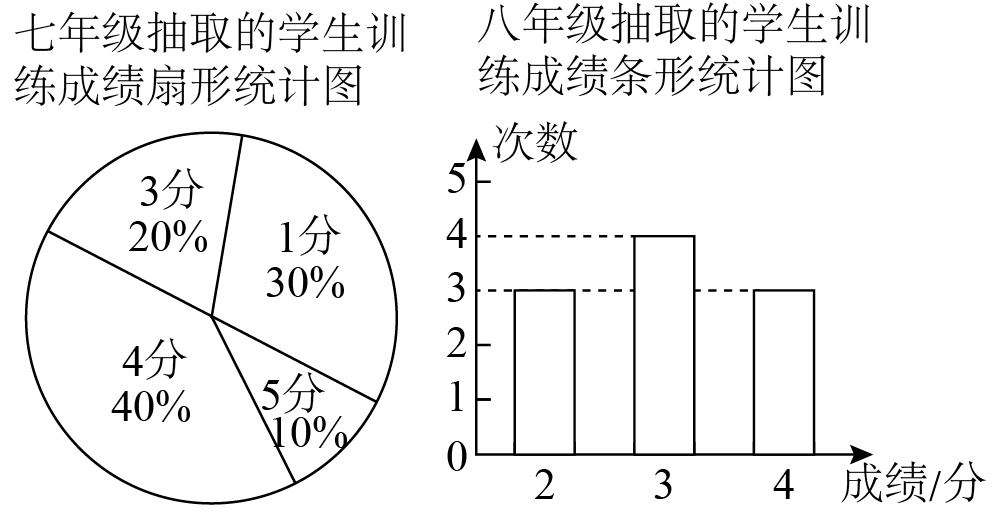 七年级抽取的学生训
练成绩扇形统计图
3分
20%
1分
30%
4分
40%
5分
10%
八年级抽取的学生训
练成绩条形统计图
次数
5
4
3
2
1
0
2 3 4 成绩/分